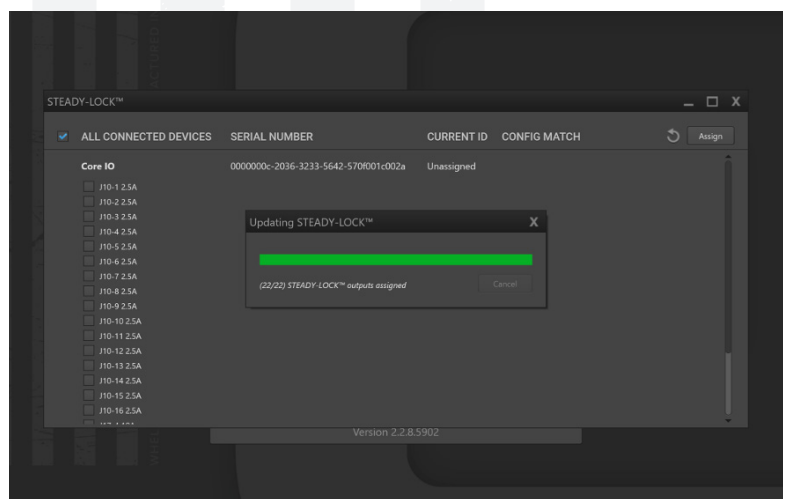 STEADY-LOCK™
ALL CONNECTED DEVICES SERIAL NUMBER CURRENT ID CONFIG MATCH Assign
Core IO 0000000c-2036-3233-5642-570f001c002a Unassigned
J10-1 2.5A
J10-2 2.5A
J10-3 2.5A
J10-4 2.5A
J10-5 2.5A
J10-6 2.5A
J10-7 2.5A
J10-8 2.5A
J10-9 2.5A
J10-10 2.5A
J10-11 2.5A
J10-12 2.5A
J10-13 2.5A
J10-14 2.5A
J10-15 2.5A
J10-16 2.5A
Updating STEADY-LOCK™ X
(22/22) STEADY-LOCK™ outputs assigned Cancel
Version 2.2.8.5902